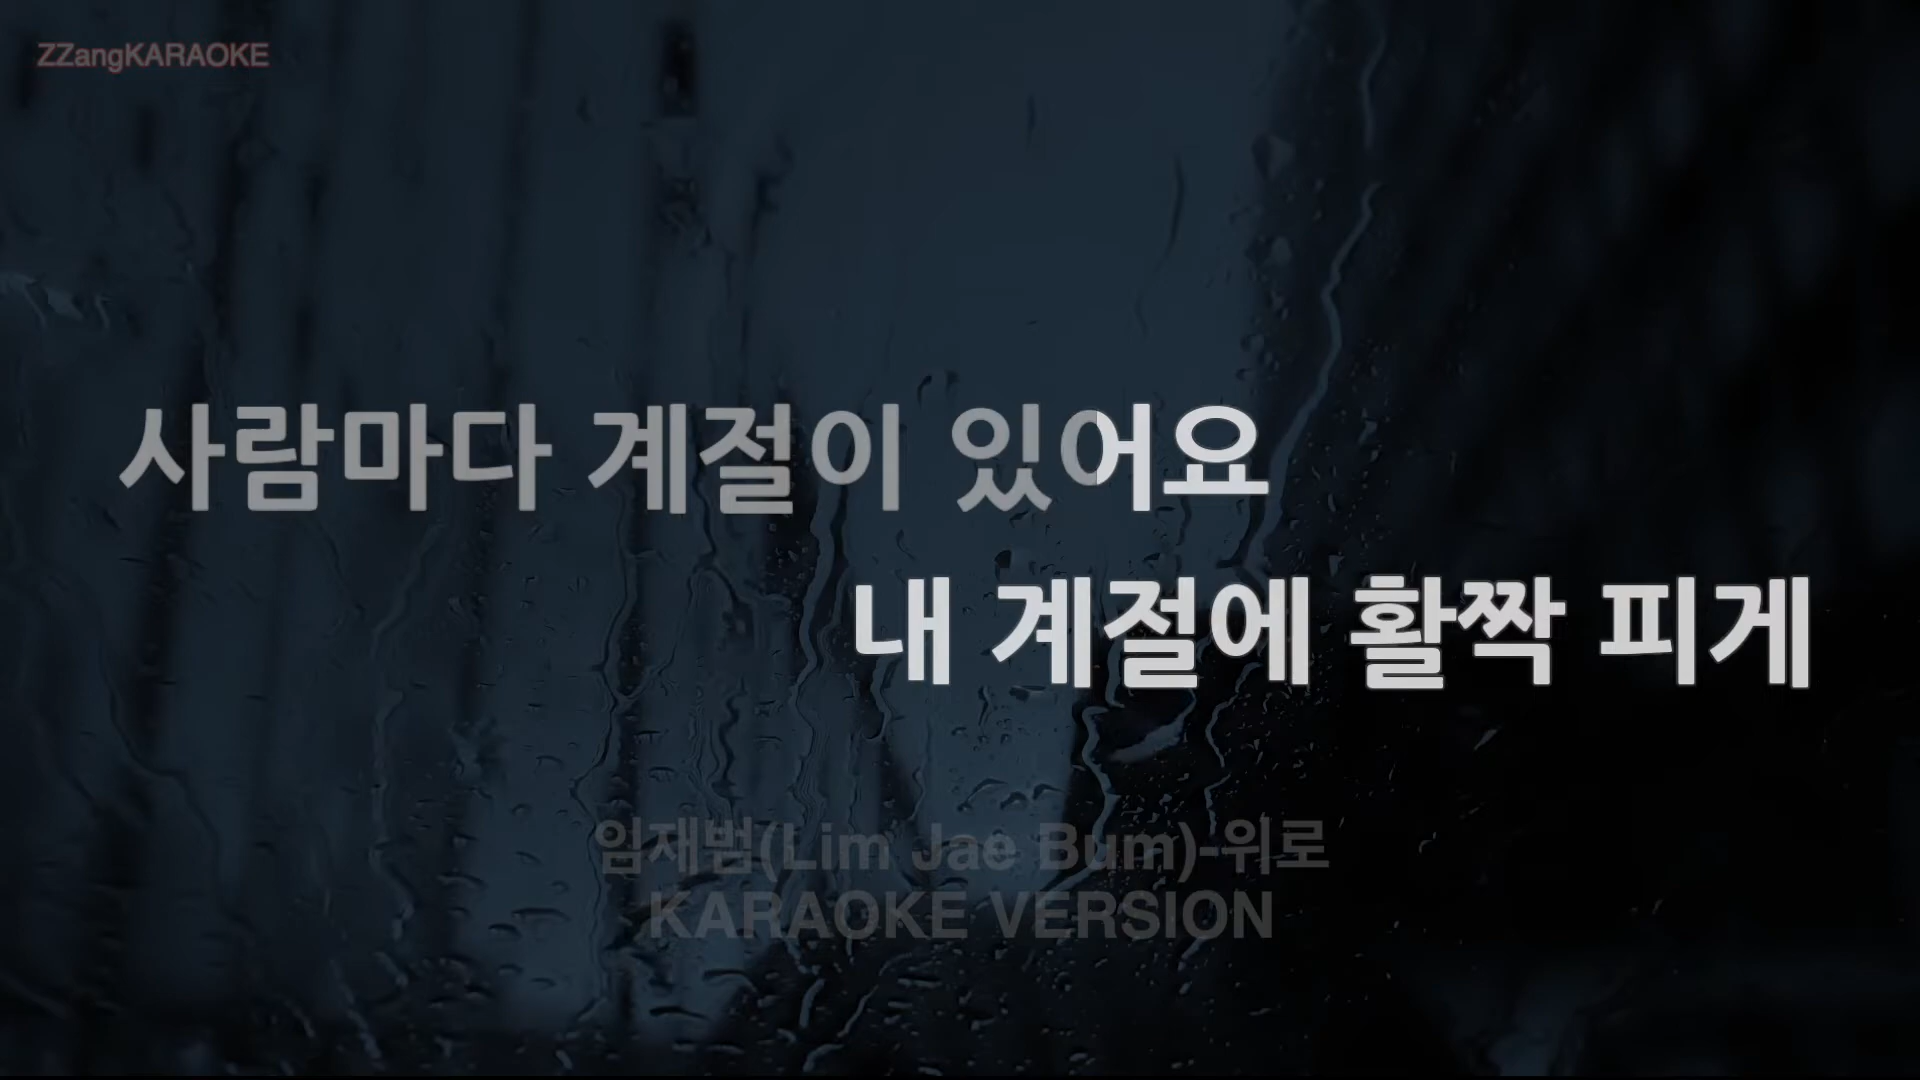 ZZangKARAOKE
사람마다 계절이 있어요
내 계절에 활짝 피게
임재범(Lim Jae Bum)-위로
KARAOKE VERSION